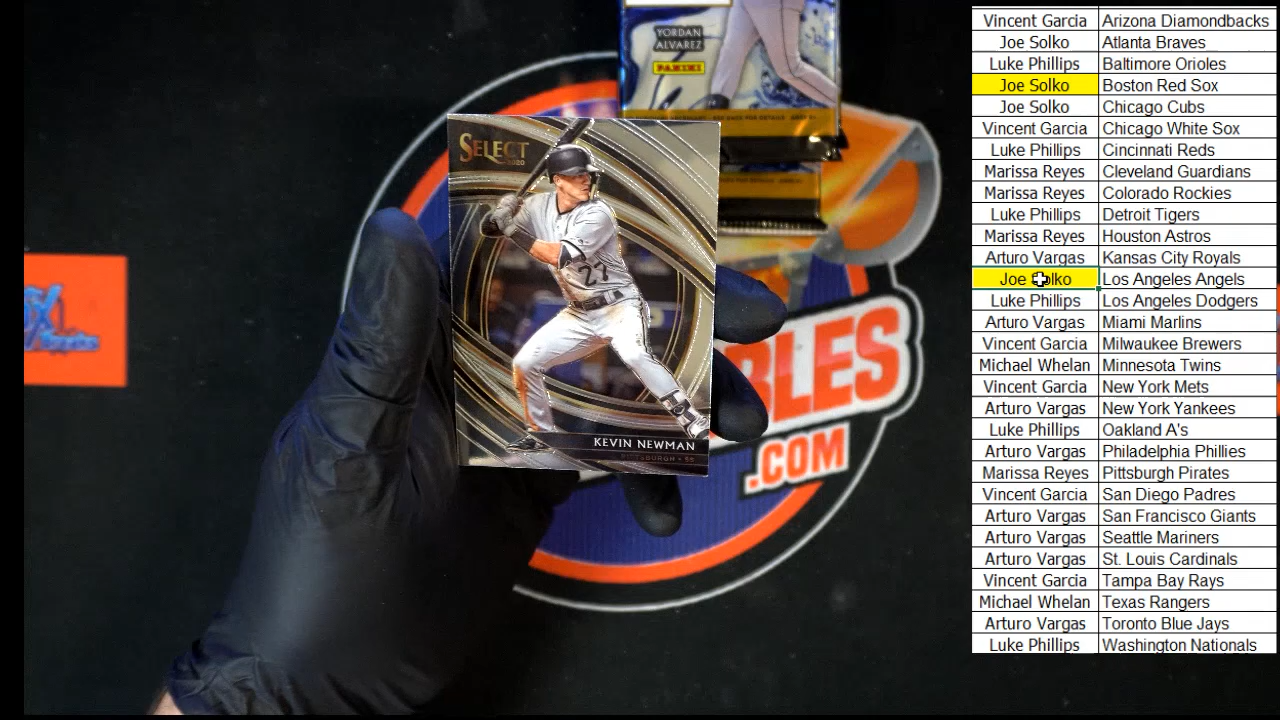 YORDAN
ALVAREZ
PANINI
SELECT
2020
27
KEVIN NEWMAN
PITTSBURGH • SS
BLES
.COM
Vincent Garcia Arizona Diamondbacks
Joe Solko Atlanta Braves
Luke Phillips Baltimore Orioles
Joe Solko Boston Red Sox
Joe Solko Chicago Cubs
Vincent Garcia Chicago White Sox
Luke Phillips Cincinnati Reds
Marissa Reyes Cleveland Guardians
Marissa Reyes Colorado Rockies
Luke Phillips Detroit Tigers
Marissa Reyes Houston Astros
Arturo Vargas Kansas City Royals
Joe Solko Los Angeles Angels
Luke Phillips Los Angeles Dodgers
Arturo Vargas Miami Marlins
Vincent Garcia Milwaukee Brewers
Michael Whelan Minnesota Twins
Vincent Garcia New York Mets
Arturo Vargas New York Yankees
Luke Phillips Oakland A's
Arturo Vargas Philadelphia Phillies
Marissa Reyes Pittsburgh Pirates
Vincent Garcia San Diego Padres
Arturo Vargas San Francisco Giants
Arturo Vargas Seattle Mariners
Arturo Vargas St. Louis Cardinals
Vincent Garcia Tampa Bay Rays
Michael Whelan Texas Rangers
Arturo Vargas Toronto Blue Jays
Luke Phillips Washington Nationals